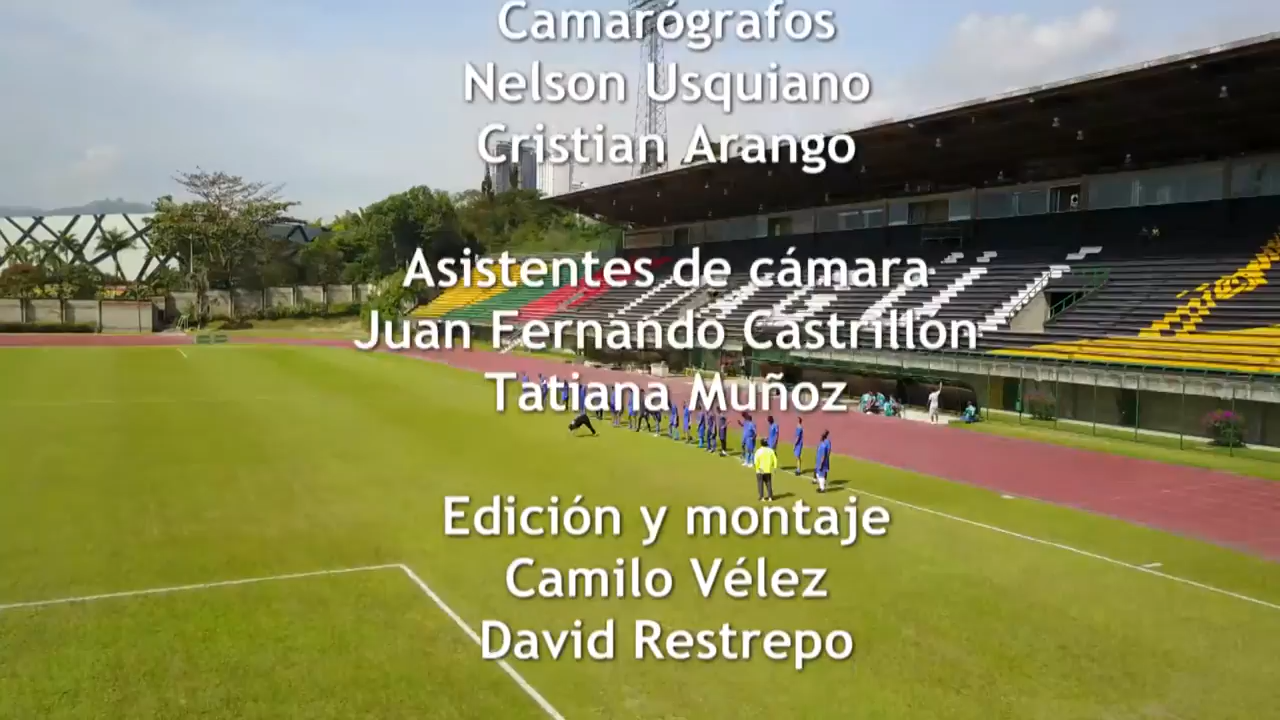 Camarógrafos
Nelson Usquiano
Cristian Arango
Asistentes de cámara
Juan Fernando Castrillón
Tatiana Muñoz
Edición y montaje
Camilo Vélez
David Restrepo